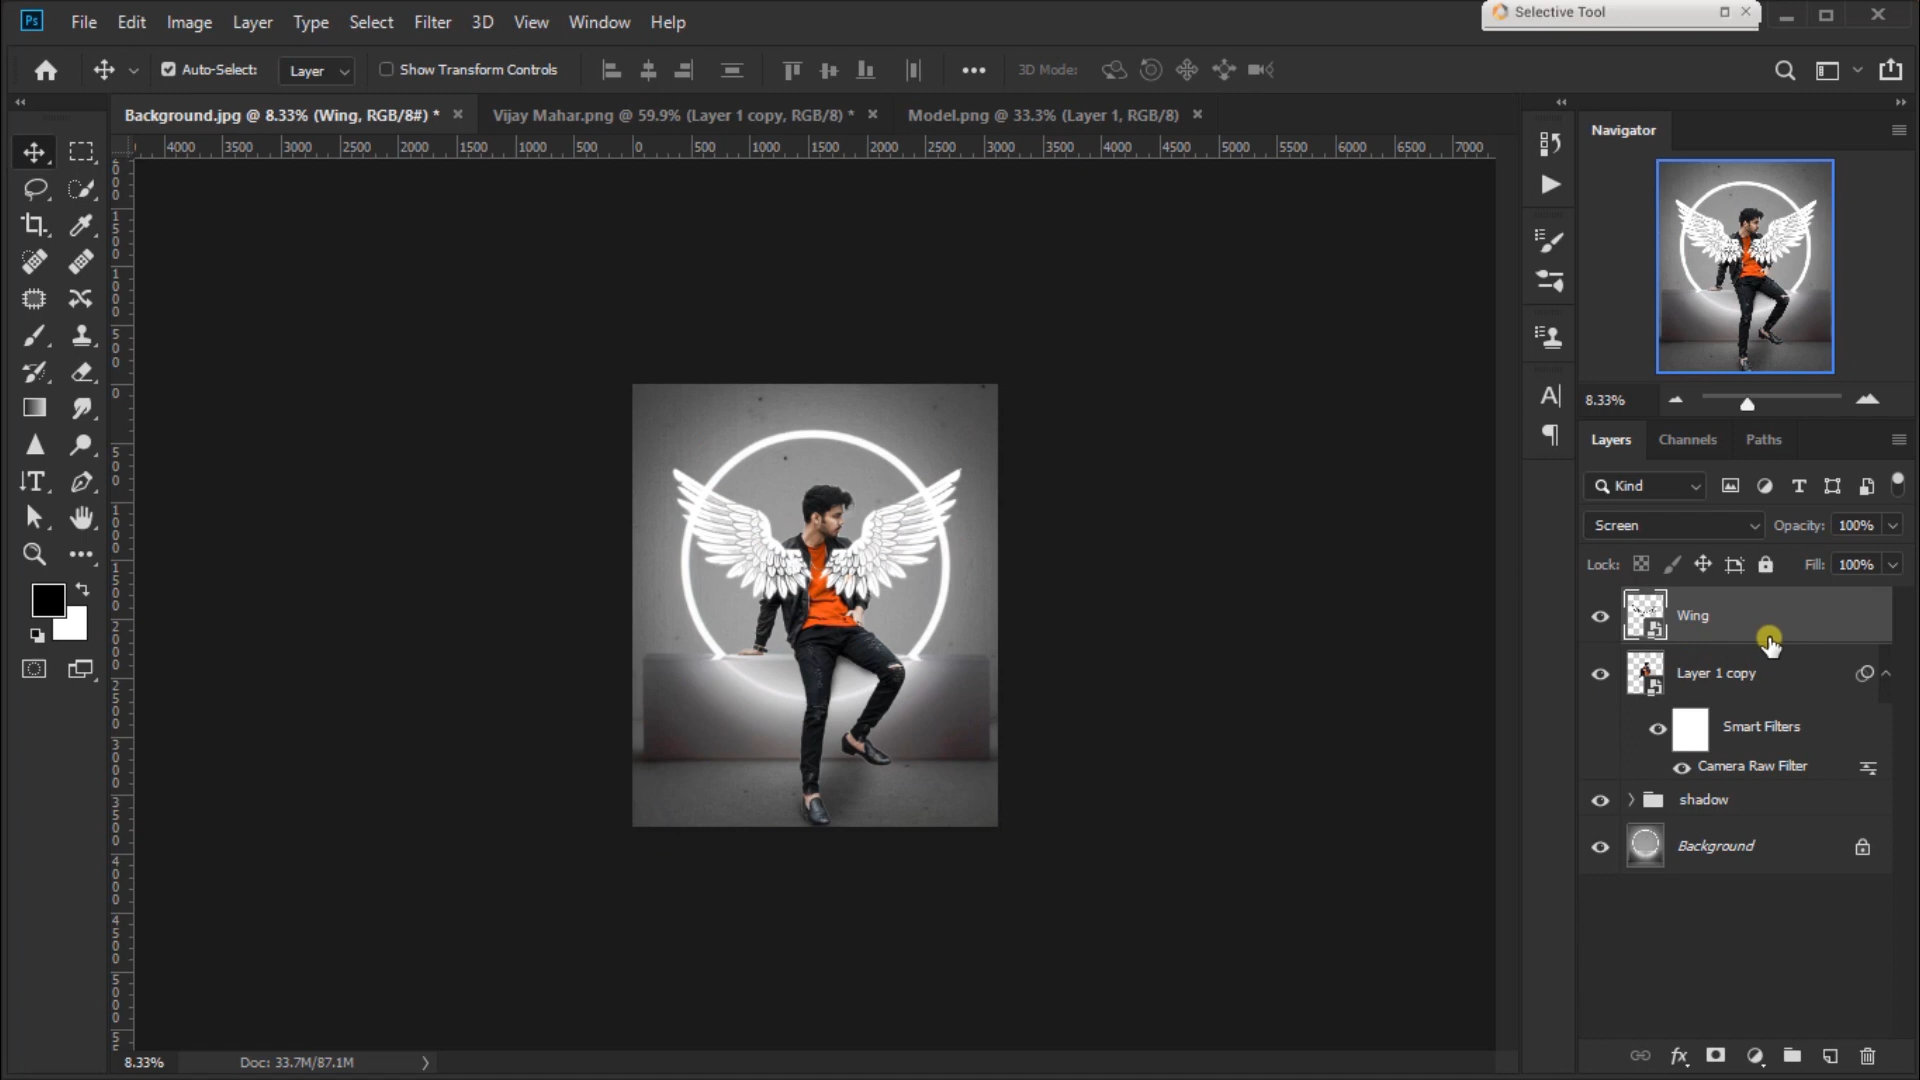 Ps File Edit Image Layer Type Select Filter 3D View Window Help
Selective Tool
Auto-Select: Layer Show Transform Controls 3D Mode:
Background.jpg @ 8.33% (Wing, RGB/8#) * Vijay Mahar.png @ 59.9% (Layer 1 copy, RGB/8) * Model.png @ 33.3% (Layer 1, RGB/8)
4000 3500 3000 2500 2000 1500 1000 500 0 500 1000 1500 2000 2500 3000 3500 4000 4500 5000 5500 6000 6500 7000
Navigator
8.33%
Layers Channels Paths
Kind
Screen Opacity: 100%
Lock: Fill: 100%
Wing
Layer 1 copy
Smart Filters
Camera Raw Filter
shadow
Background
8.33% Doc: 33.7M/87.1M